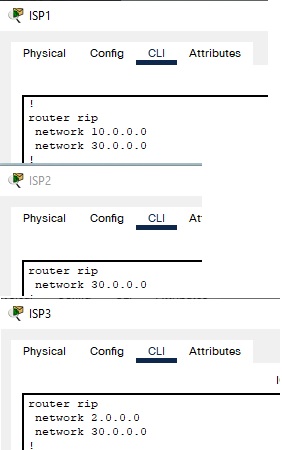 ISP1
Physical Config CLI Attributes
!
router rip
network 10.0.0.0
network 30.0.0.0
!
ISP2
Physical Config CLI At
router rip
network 30.0.0.0
ISP3
Physical Config CLI Attributes
router rip
network 2.0.0.0
network 30.0.0.0
!